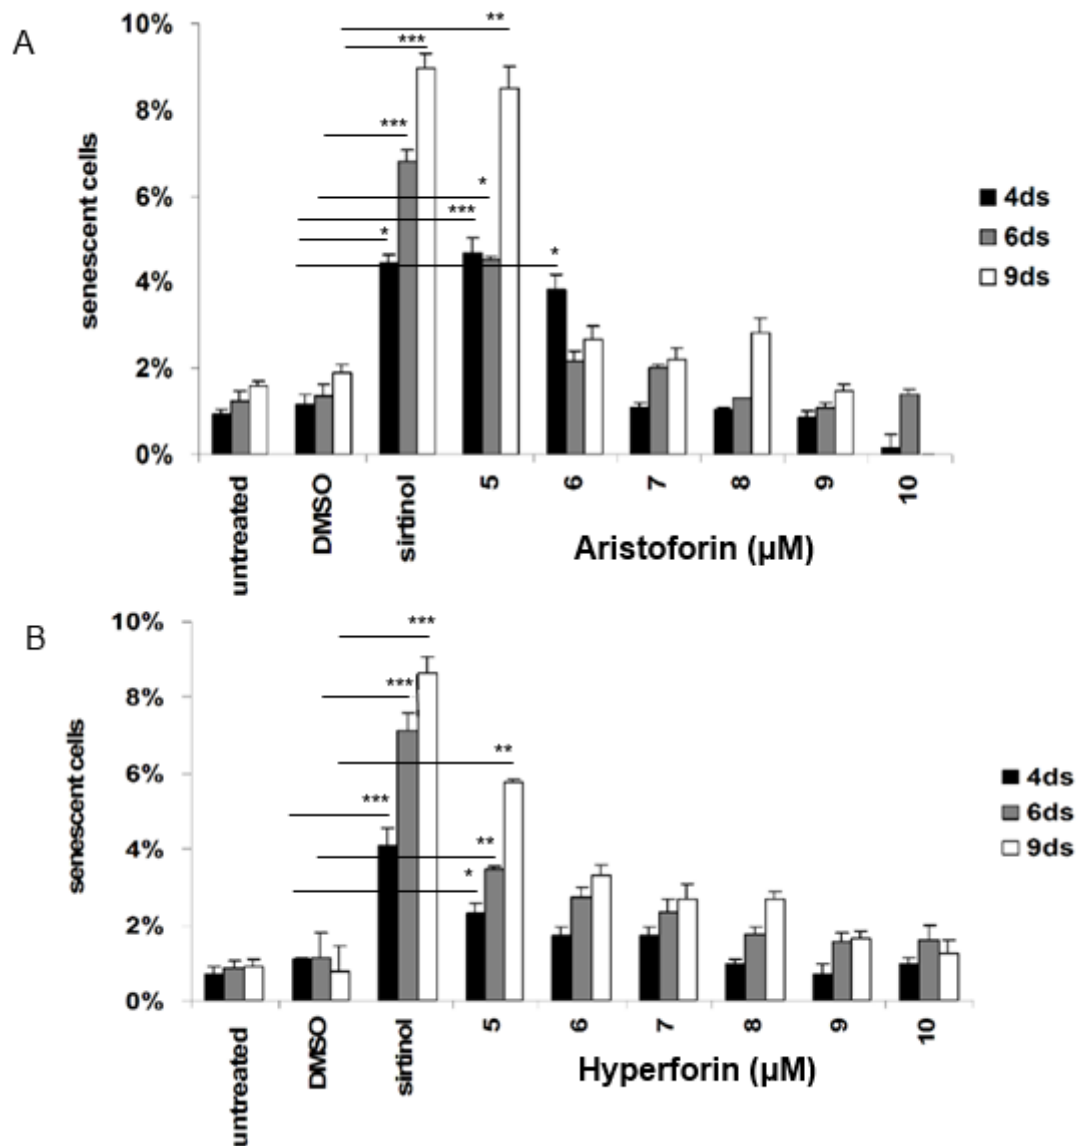 A
10%
8%
6%
4%
2%
0%
senescent cells
**
***
***
*
***
*
*
4ds
6ds
9ds
untreated
DMSO
sirtinol
5
6
7
8
9
10
Aristoforin (µM)
B
10%
8%
6%
4%
2%
0%
senescent cells
***
***
**
***
**
*
4ds
6ds
9ds
untreated
DMSO
sirtinol
5
6
7
8
9
10
Hyperforin (µM)